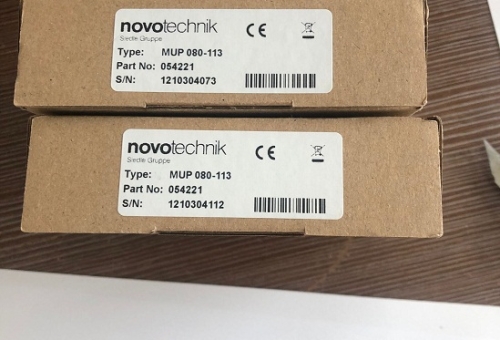 novotechnik
Siedle Gruppe
CE
Type: MUP 080-113
Part No: 054221
S/N: 1210304073
novotechnik
Siedle Gruppe
CE
Type: MUP 080-113
Part No: 054221
S/N: 1210304112